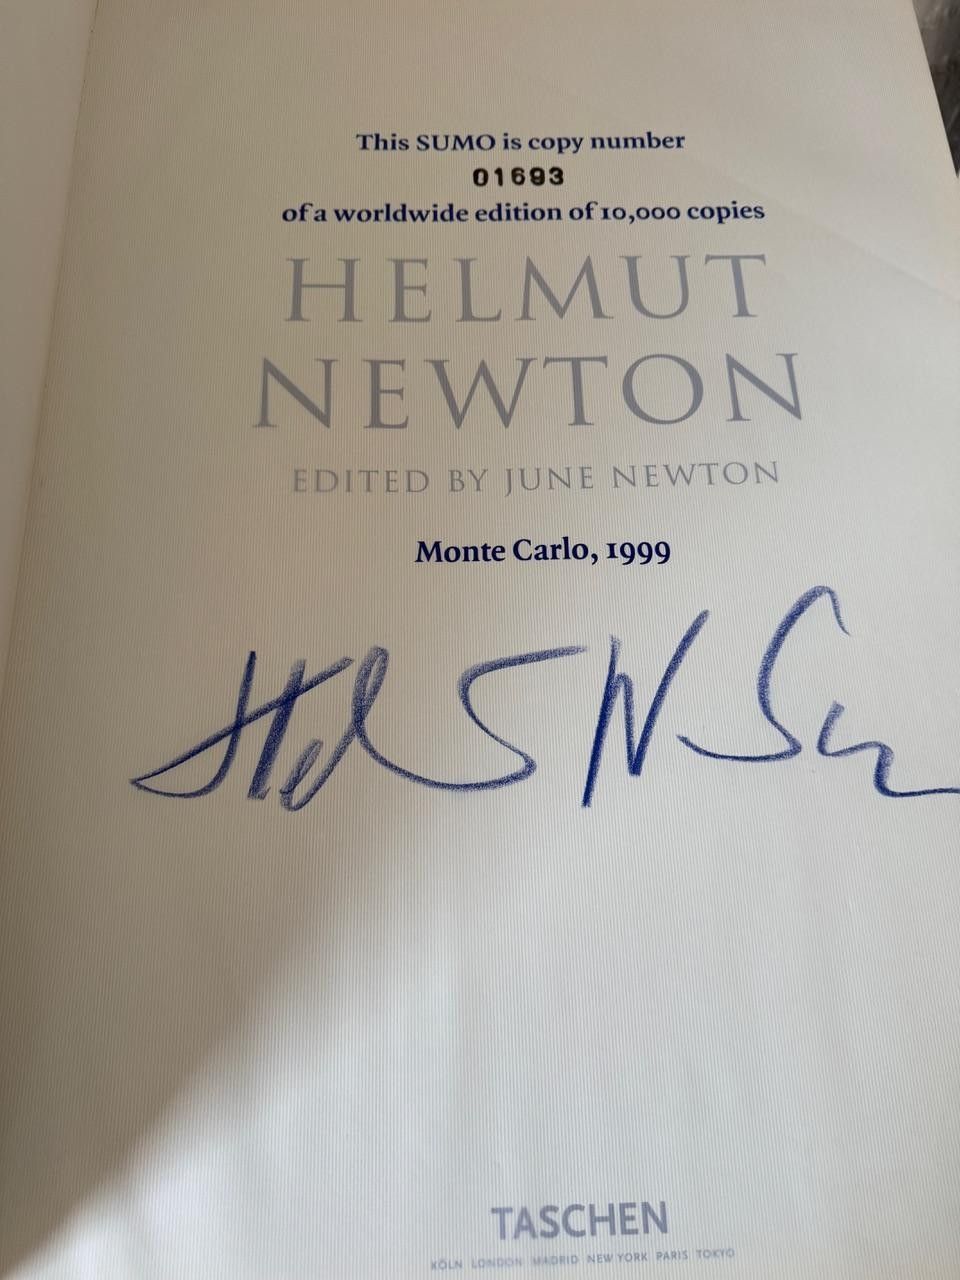 This SUMO is copy number
01693
of a worldwide edition of 10,000 copies
HELMUT
NEWTON
EDITED BY JUNE NEWTON
Monte Carlo, 1999
TASCHEN
KÖLN LONDON MADRID NEW YORK PARIS TOKYO